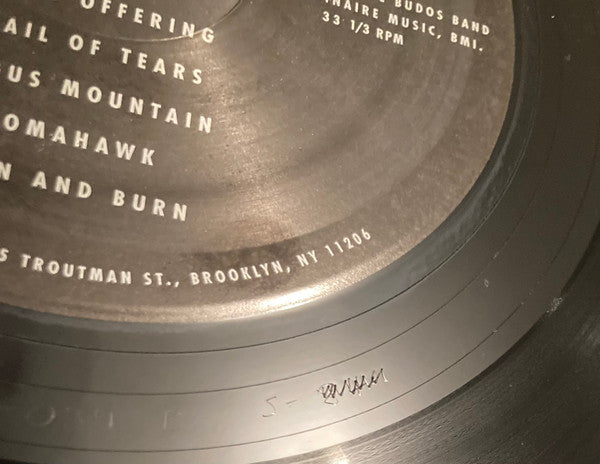 OFFERING
AIL OF TEARS
US MOUNTAIN
OMAHAWK
N AND BURN
S TROUTMAN ST., BROOKLYN, NY 11206
BUDOS BAND
NAIRE MUSIC, BMI.
33 1/3 RPM
S-